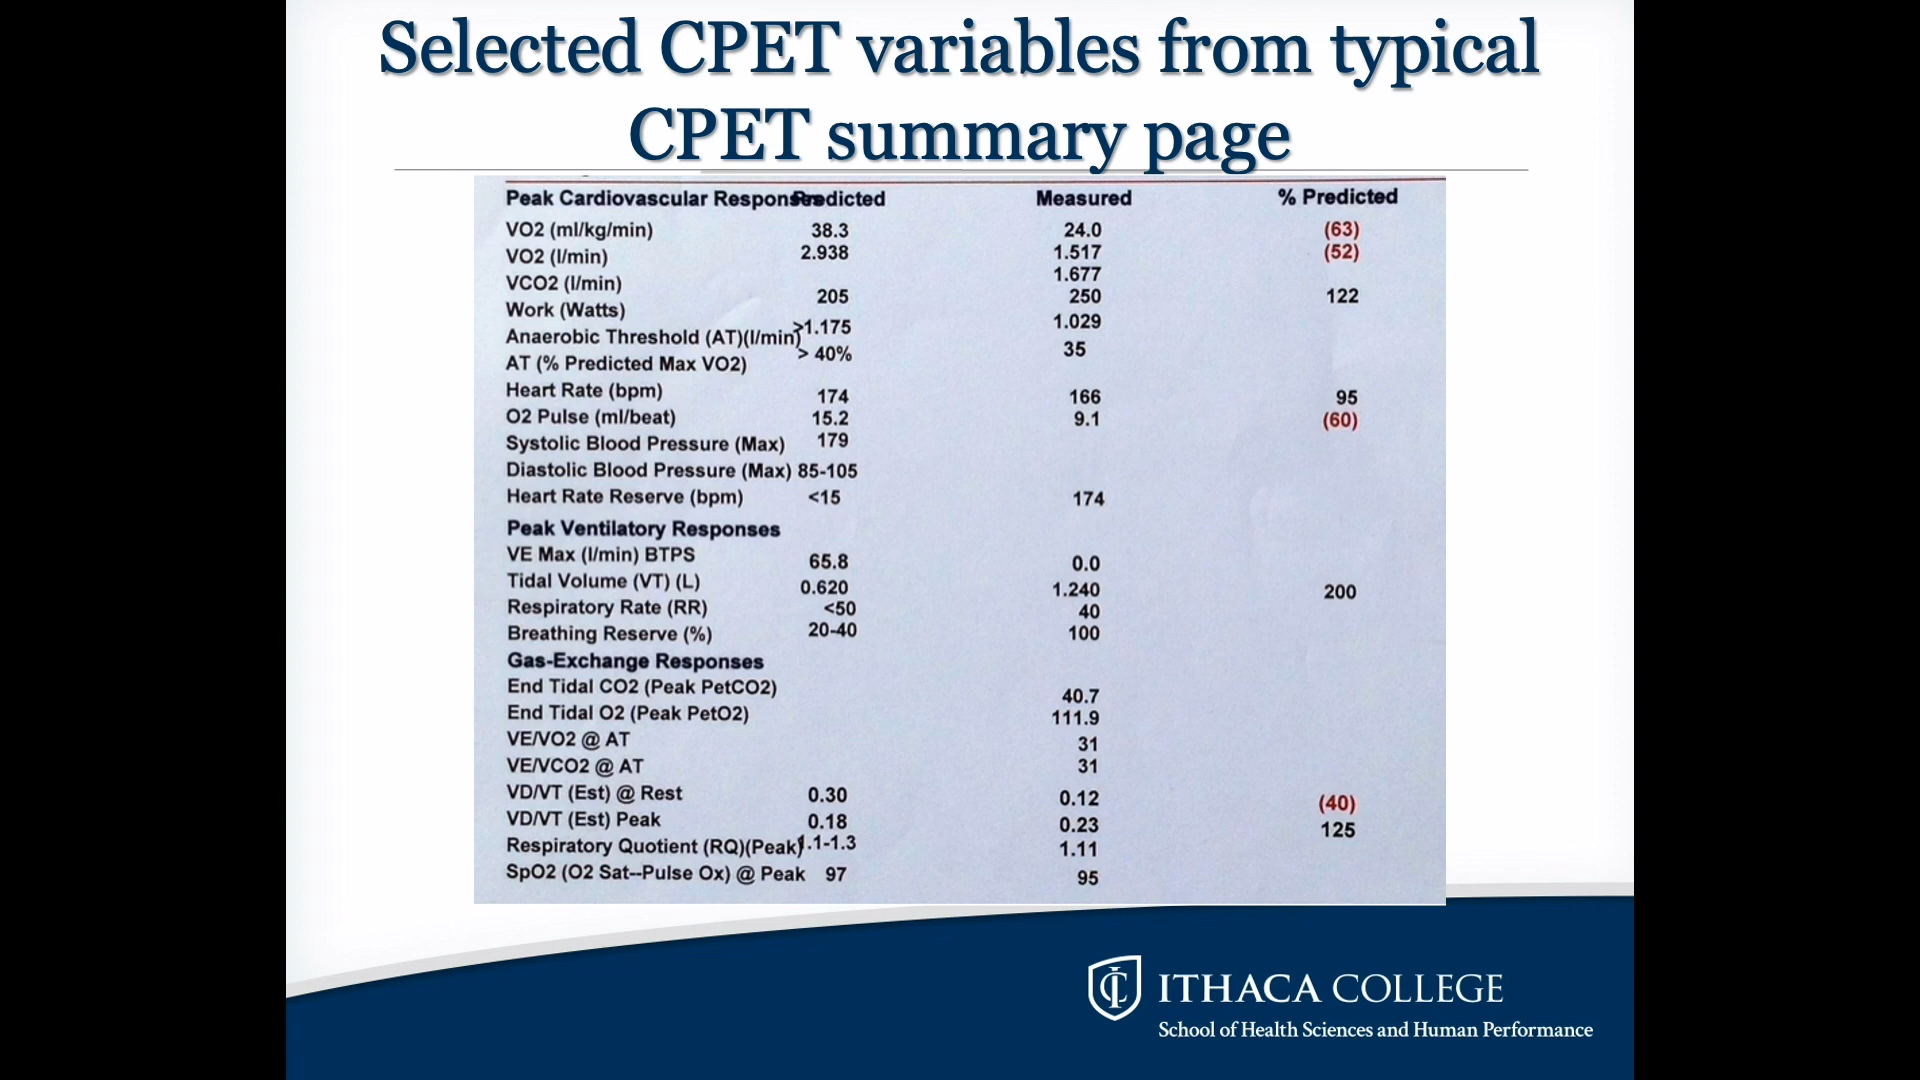 Selected CPET variables from typical
CPET summary page
Peak Cardiovascular Responses Predicted Measured % Predicted
VO2 (ml/kg/min) 38.3 24.0 (63)
VO2 (l/min) 2.938 1.517 (52)
VCO2 (l/min) 1.677
Work (Watts) 205 250 122
Anaerobic Threshold (AT)(l/min) >1.175 1.029
AT (% Predicted Max VO2) > 40% 35
Heart Rate (bpm) 174 166 95
O2 Pulse (ml/beat) 15.2 9.1 (60)
Systolic Blood Pressure (Max) 179
Diastolic Blood Pressure (Max) 85-105
Heart Rate Reserve (bpm) <15 174
Peak Ventilatory Responses
VE Max (l/min) BTPS 65.8 0.0
Tidal Volume (VT) (L) 0.620 1.240 200
Respiratory Rate (RR) <50 40
Breathing Reserve (%) 20-40 100
Gas-Exchange Responses
End Tidal CO2 (Peak PetCO2) 40.7
End Tidal O2 (Peak PetO2) 111.9
VE/VO2 @ AT 31
VE/VCO2 @ AT 31
VD/VT (Est) @ Rest 0.30 0.12 (40)
VD/VT (Est) Peak 0.18 0.23 125
Respiratory Quotient (RQ)(Peak) 1.1-1.3 1.11
SpO2 (O2 Sat--Pulse Ox) @ Peak 97 95
ITHACA COLLEGE
School of Health Sciences and Human Performance